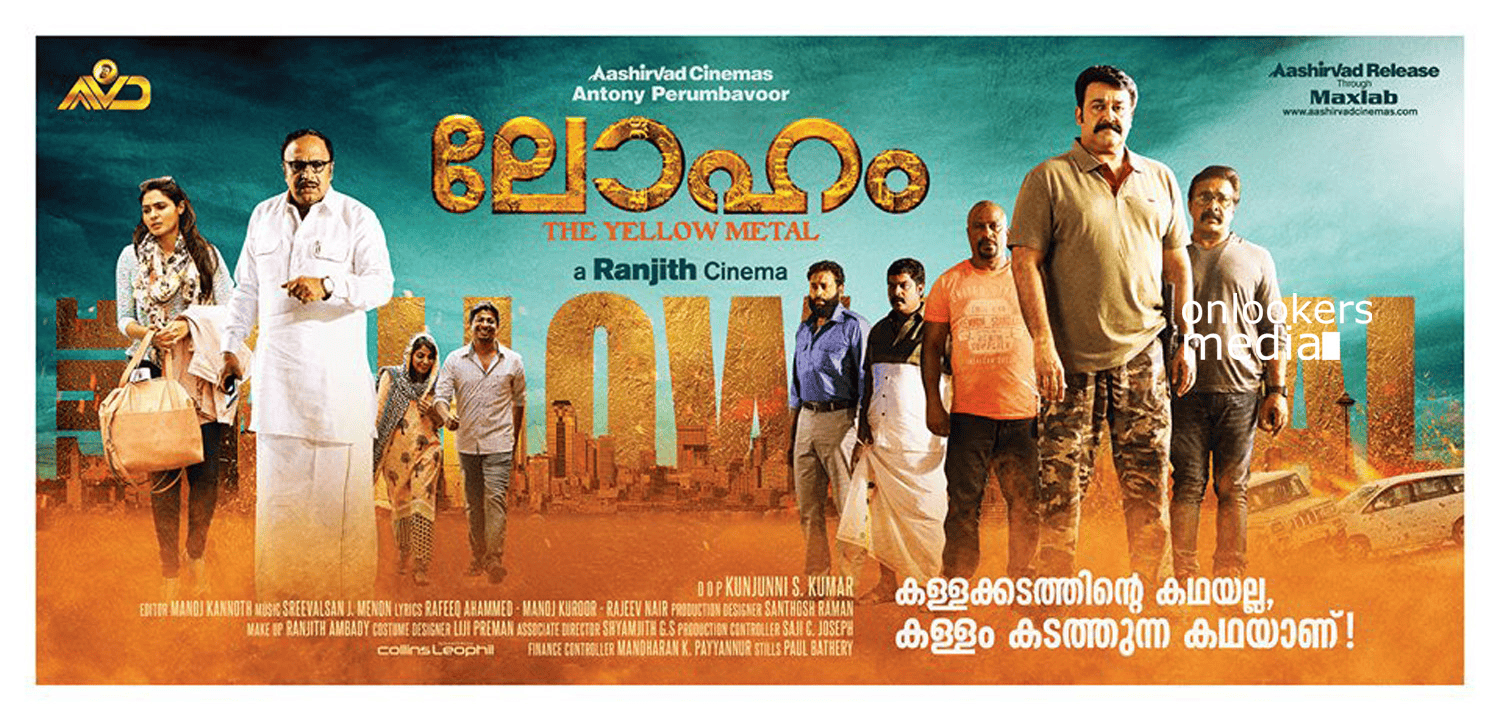 AVD
AashirVad Cinemas
Antony Perumbavoor
ലോഹം
THE YELLOW METAL
a Ranjith Cinema
AashirVad Release
Through
Maxlab
www.aashirvadcinemas.com
onlookers
media
D O P KUNJUNNI S. KUMAR
EDITOR MANOJ KANNOTH MUSIC SREEVALSAN J. MENON LYRICS RAFEEQ AHAMMED - MANOJ KUROOR - RAJEEV NAIR PRODUCTION DESIGNER SANTHOSH RAMAN
MAKE UP RANJITH AMBADY COSTUME DESIGNER LIJI PREMAN ASSOCIATE DIRECTOR SHYAMJITH G.S PRODUCTION CONTROLLER SAJI C. JOSEPH
collins Leophil FINANCE CONTROLLER MANOHARAN K. PAYYANNUR STILLS PAUL BATHERY
കള്ളക്കടത്തിന്റെ കഥയല്ല,
കള്ളം കടത്തുന്ന കഥയാണ്!